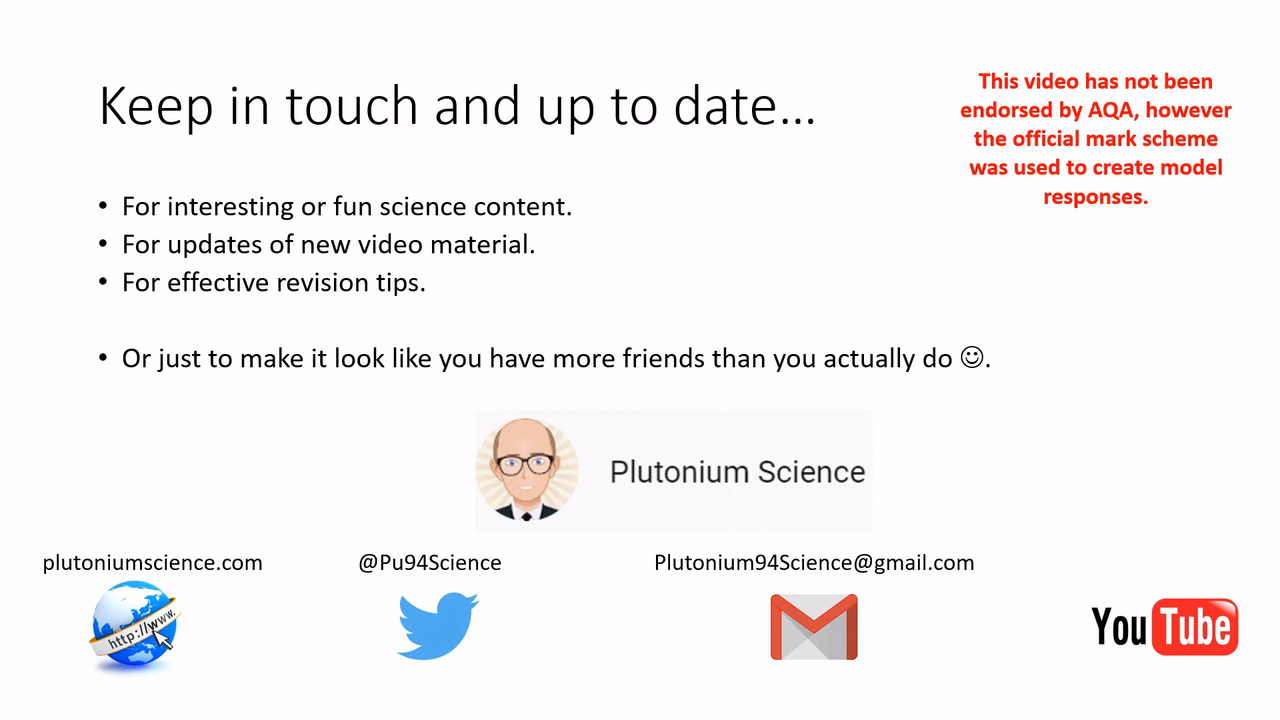 Keep in touch and up to date...
This video has not been
endorsed by AQA, however
the official mark scheme
was used to create model
responses.
• For interesting or fun science content.
• For updates of new video material.
• For effective revision tips.
• Or just to make it look like you have more friends than you actually do ☺.
Plutonium Science
plutoniumscience.com
@Pu94Science
Plutonium94Science@gmail.com
http://www.
YouTube